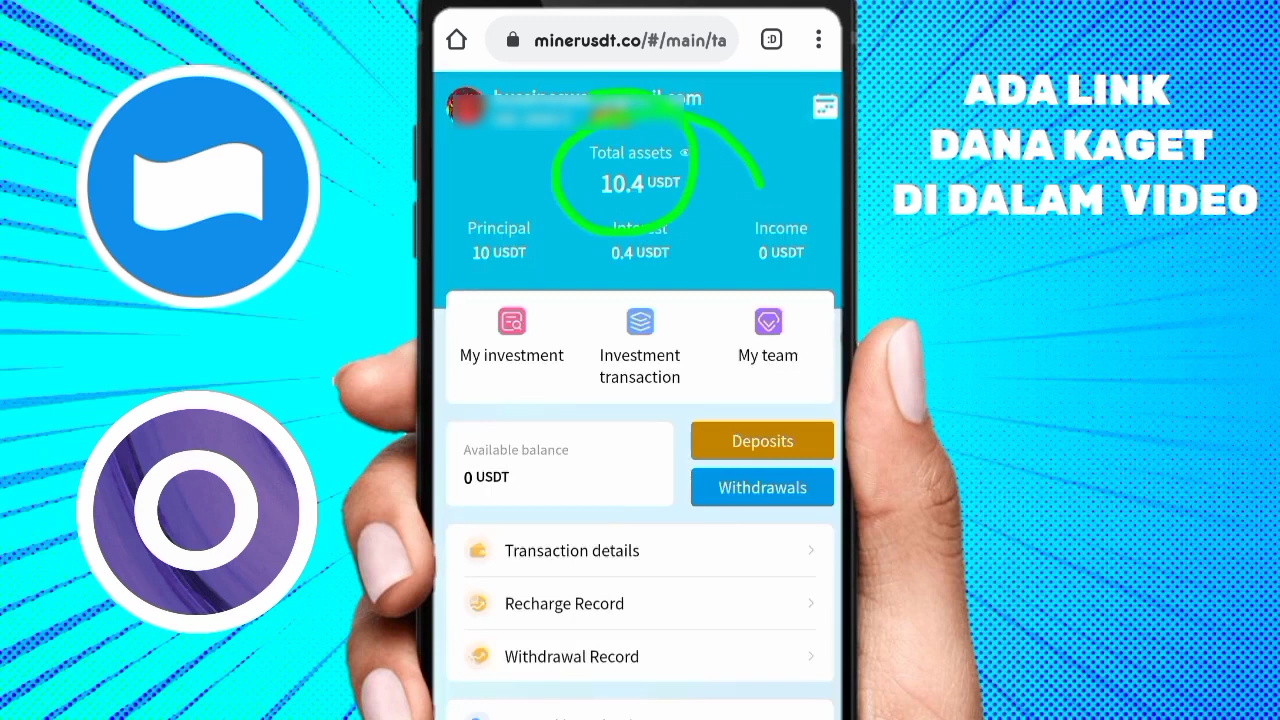 minerusdt.co/#/main/ta
:D
Total assets
10.4 USDT
Principal
Interest
Income
10 USDT
0.4 USDT
0 USDT
My investment
Investment
transaction
My team
Available balance
0 USDT
Deposits
Withdrawals
Transaction details
Recharge Record
Withdrawal Record
ADA LINK
DANA KAGET
DI DALAM VIDEO